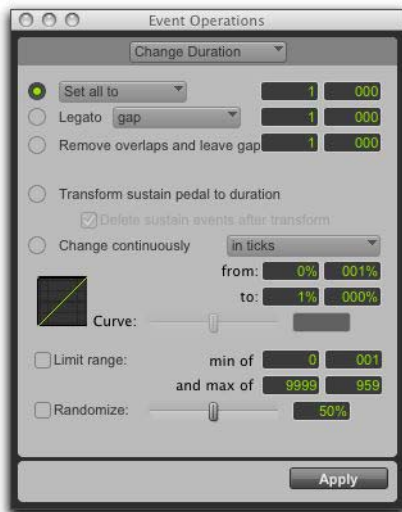 Event Operations
Change Duration
Set all to 1 000
Legato gap 1 000
Remove overlaps and leave gap 1 000
Transform sustain pedal to duration
Delete sustain events after transform
Change continuously in ticks
from: 0% 001%
to: 1% 000%
Curve:
Limit range: min of 0 001
and max of 9999 959
Randomize: 50%
Apply